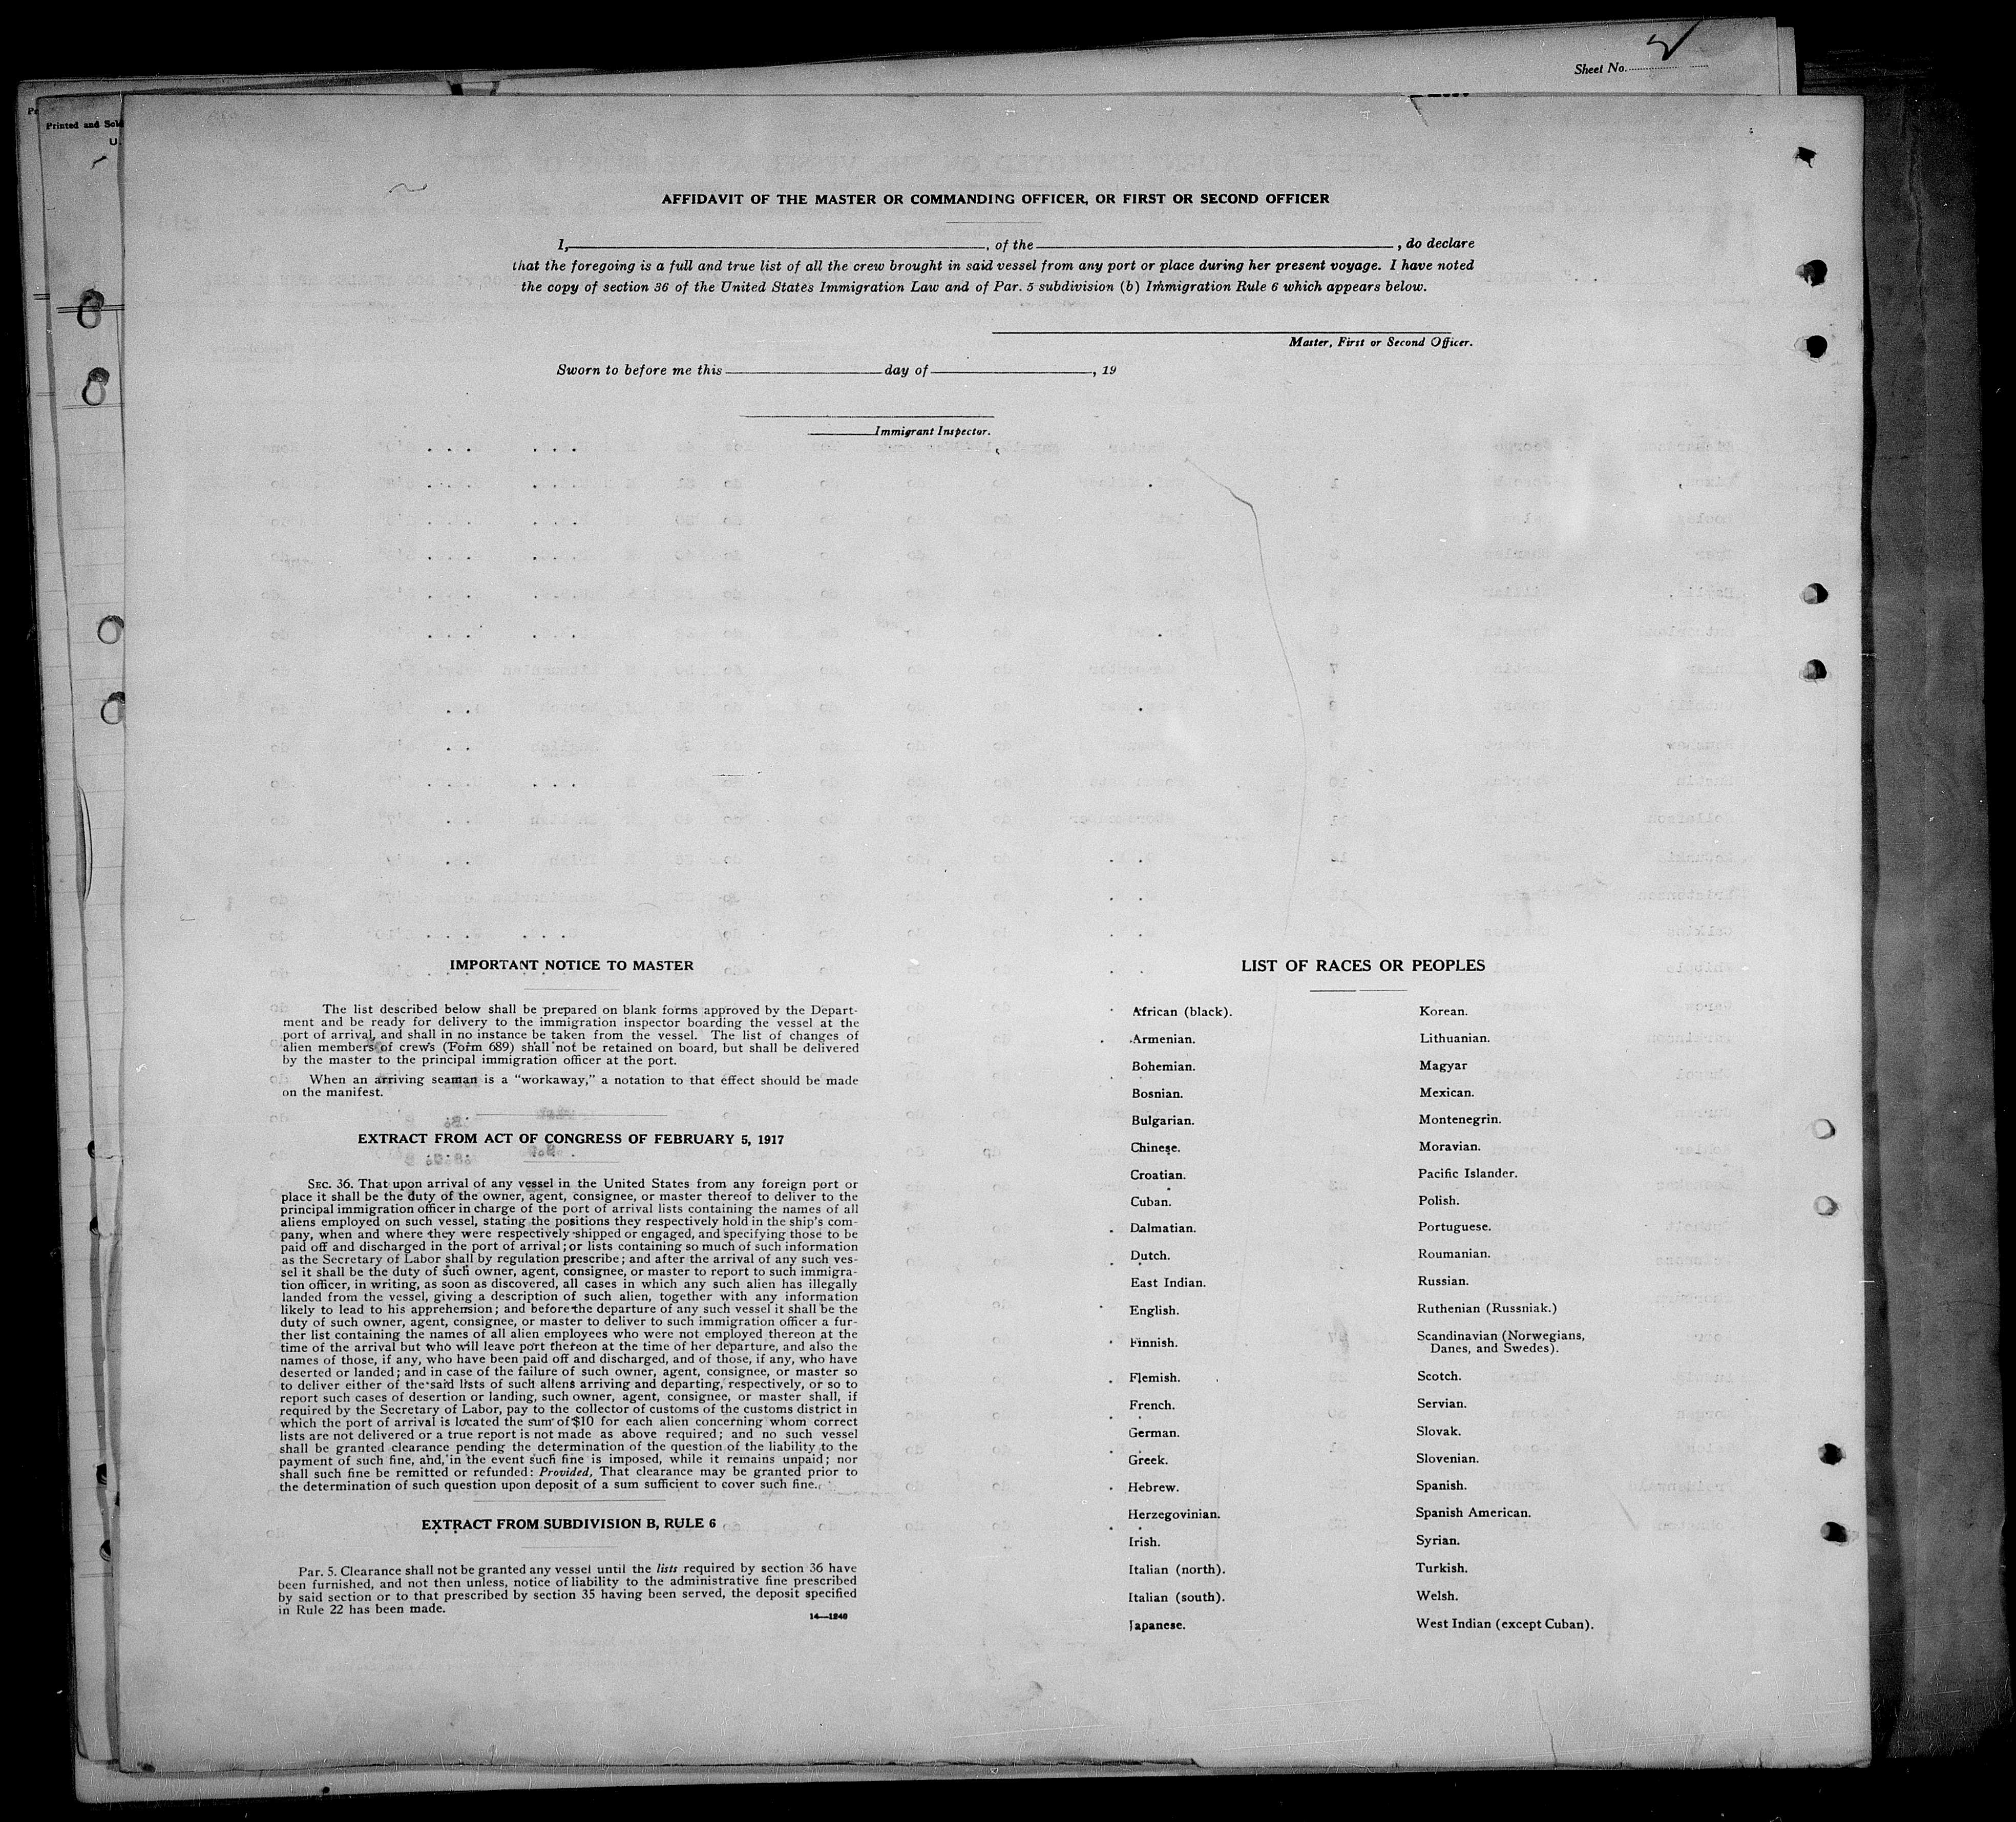 Sheet No.
Printed and Sold
U.
AFFIDAVIT OF THE MASTER OR COMMANDING OFFICER, OR FIRST OR SECOND OFFICER
I, , of the , do declare
that the foregoing is a full and true list of all the crew brought in said vessel from any port or place during her present voyage. I have noted
the copy of section 36 of the United States Immigration Law and of Par. 5 subdivision (b) Immigration Rule 6 which appears below.
Master, First or Second Officer.
Sworn to before me this day of , 19
Immigrant Inspector.
IMPORTANT NOTICE TO MASTER
The list described below shall be prepared on blank forms approved by the Depart-
ment and be ready for delivery to the immigration inspector boarding the vessel at the
port of arrival, and shall in no instance be taken from the vessel. The list of changes of
alien members of crews (Form 689) shall not be retained on board, but shall be delivered
by the master to the principal immigration officer at the port.
When an arriving seaman is a "workaway," a notation to that effect should be made
on the manifest.
EXTRACT FROM ACT OF CONGRESS OF FEBRUARY 5, 1917
SEC. 36. That upon arrival of any vessel in the United States from any foreign port or
place it shall be the duty of the owner, agent, consignee, or master thereof to deliver to the
principal immigration officer in charge of the port of arrival lists containing the names of all
aliens employed on such vessel, stating the positions they respectively hold in the ship's com-
pany, when and where they were respectively shipped or engaged, and specifying those to be
paid off and discharged in the port of arrival; or lists containing so much of such information
as the Secretary of Labor shall by regulation prescribe; and after the arrival of any such ves-
sel it shall be the duty of such owner, agent, consignee, or master to report to such immigra-
tion officer, in writing, as soon as discovered, all cases in which any such alien has illegally
landed from the vessel, giving a description of such alien, together with any information
likely to lead to his apprehension; and before the departure of any such vessel it shall be the
duty of such owner, agent, consignee, or master to deliver to such immigration officer a fur-
ther list containing the names of all alien employees who were not employed thereon at the
time of the arrival but who will leave port thereon at the time of her departure, and also the
names of those, if any, who have been paid off and discharged, and of those, if any, who have
deserted or landed; and in case of the failure of such owner, agent, consignee, or master so
to deliver either of the said lists of such aliens arriving and departing, respectively, or so to
report such cases of desertion or landing, such owner, agent, consignee, or master shall, if
required by the Secretary of Labor, pay to the collector of customs of the customs district in
which the port of arrival is located the sum of $10 for each alien concerning whom correct
lists are not delivered or a true report is not made as above required; and no such vessel
shall be granted clearance pending the determination of the question of the liability to the
payment of such fine, and, in the event such fine is imposed, while it remains unpaid; nor
shall such fine be remitted or refunded: Provided, That clearance may be granted prior to
the determination of such question upon deposit of a sum sufficient to cover such fine.
EXTRACT FROM SUBDIVISION B, RULE 6
Par. 5. Clearance shall not be granted any vessel until the lists required by section 36 have
been furnished, and not then unless, notice of liability to the administrative fine prescribed
by said section or to that prescribed by section 35 having been served, the deposit specified
in Rule 22 has been made.
14—1240
LIST OF RACES OR PEOPLES
African (black).
Armenian.
Bohemian.
Bosnian.
Bulgarian.
Chinese.
Croatian.
Cuban.
Dalmatian.
Dutch.
East Indian.
English.
Finnish.
Flemish.
French.
German.
Greek.
Hebrew.
Herzegovinian.
Irish.
Italian (north).
Italian (south).
Japanese.
Korean.
Lithuanian.
Magyar
Mexican.
Montenegrin.
Moravian.
Pacific Islander.
Polish.
Portuguese.
Roumanian.
Russian.
Ruthenian (Russniak.)
Scandinavian (Norwegians,
Danes, and Swedes).
Scotch.
Servian.
Slovak.
Slovenian.
Spanish.
Spanish American.
Syrian.
Turkish.
Welsh.
West Indian (except Cuban).